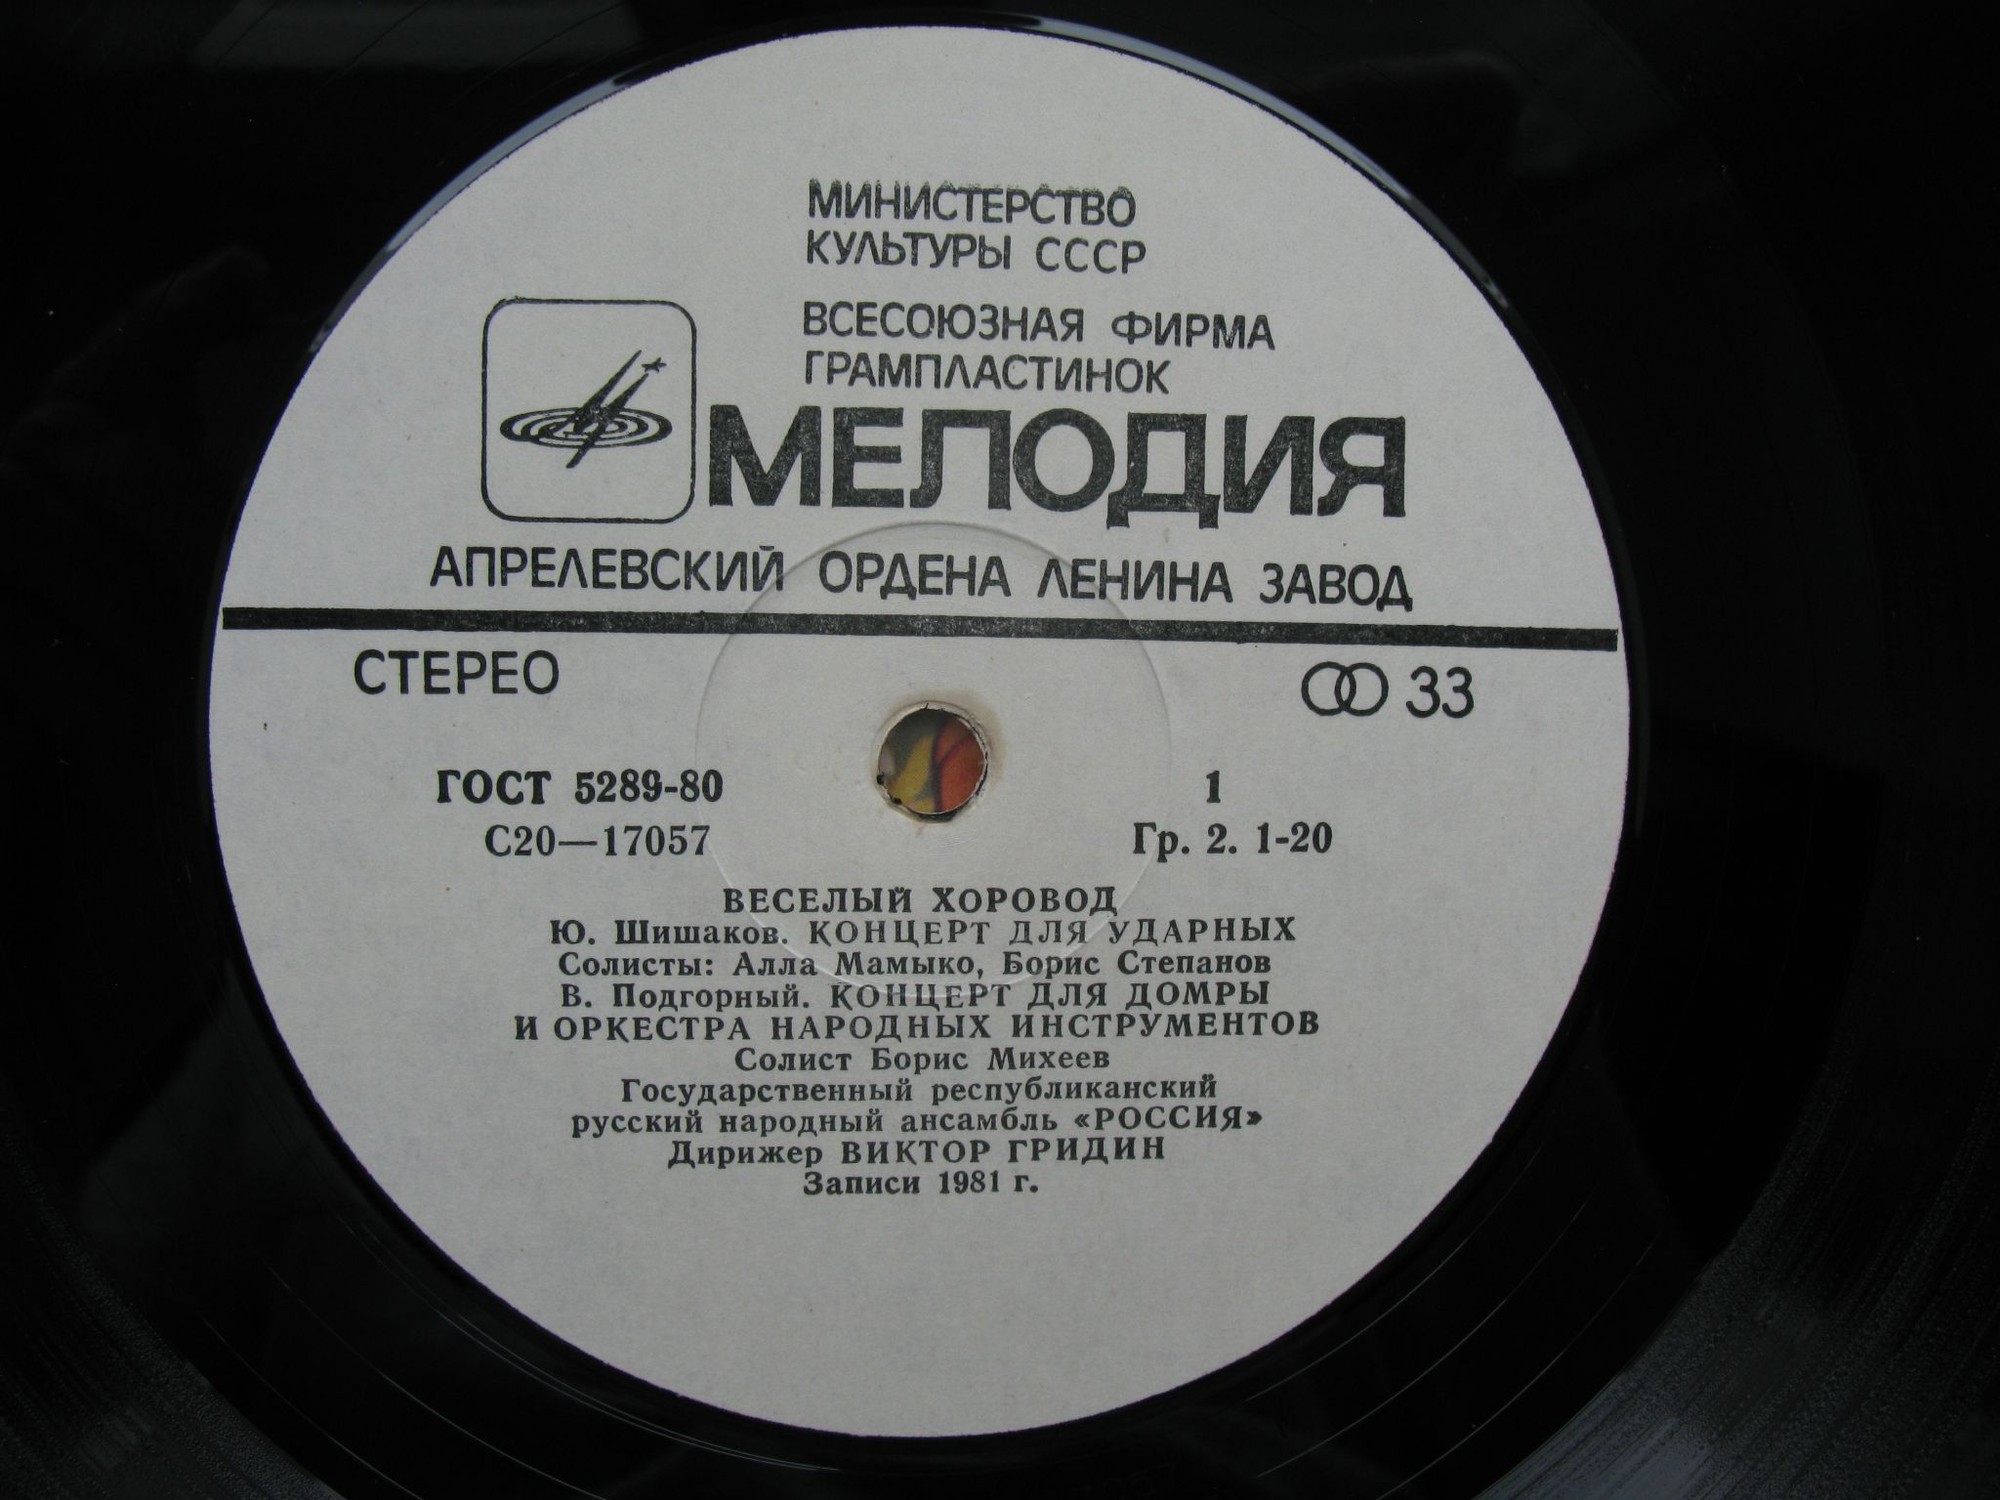 МИНИСТЕРСТВО
КУЛЬТУРЫ СССР
ВСЕСОЮЗНАЯ ФИРМА
ГРАМПЛАСТИНОК
МЕЛОДИЯ
АПРЕЛЕВСКИЙ ОРДЕНА ЛЕНИНА ЗАВОД
СТЕРЕО 33
ГОСТ 5289-80 1
С20—17057 Гр. 2. 1-20
ВЕСЕЛЫЙ ХОРОВОД
Ю. Шишаков. КОНЦЕРТ ДЛЯ УДАРНЫХ
Солисты: Алла Мамыко, Борис Степанов
В. Подгорный. КОНЦЕРТ ДЛЯ ДОМРЫ
И ОРКЕСТРА НАРОДНЫХ ИНСТРУМЕНТОВ
Солист Борис Михеев
Государственный республиканский
русский народный ансамбль «РОССИЯ»
Дирижер ВИКТОР ГРИДИН
Записи 1981 г.